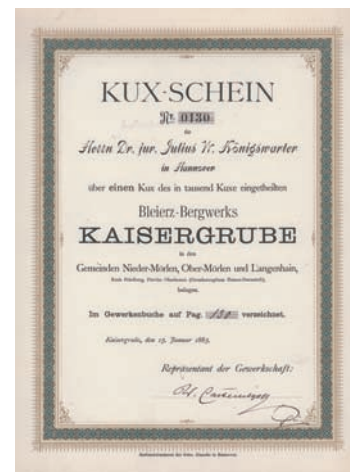 KUX-SCHEIN
No. 0130
für
Herrn Dr. jur. Julius W. Königswarter
in Hannover
über einen Kux des in tausend Kuxe eingetheilten
Bleierz-Bergwerks
KAISERGRUBE
in den
Gemeinden Nieder-Mörlen, Ober-Mörlen und Langenhain,
belegen.
Im Gewerkenbuche auf Pag. 130 verzeichnet.
Kaisergrube, den 15. Januar 1885.
Repräsentant der Gewerkschaft: